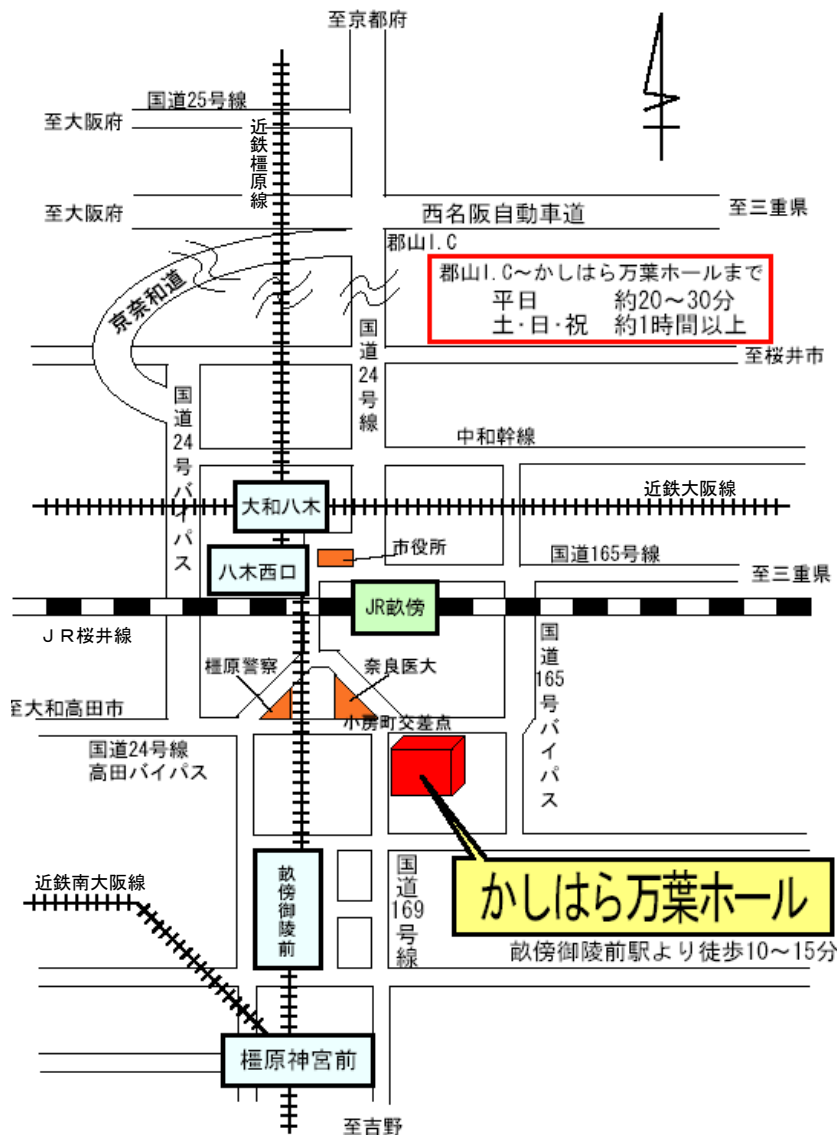 至京都府
国道25号線
至大阪府
近鉄橿原線
至大阪府
西名阪自動車道
至三重県
郡山I.C
郡山I.C～かしはら万葉ホールまで
平日 約20～30分
土・日・祝 約1時間以上
京奈和道
国道24号線
至桜井市
国道24号バイパス
中和幹線
近鉄大阪線
大和八木
市役所
国道165号線
八木西口
至三重県
JR畝傍
ＪＲ桜井線
国道165号バイパス
橿原警察
奈良医大
至大和高田市
小房町交差点
国道24号線
高田バイパス
畝傍御陵前
国道169号線
かしはら万葉ホール
近鉄南大阪線
畝傍御陵前駅より徒歩10～15分
橿原神宮前
至吉野